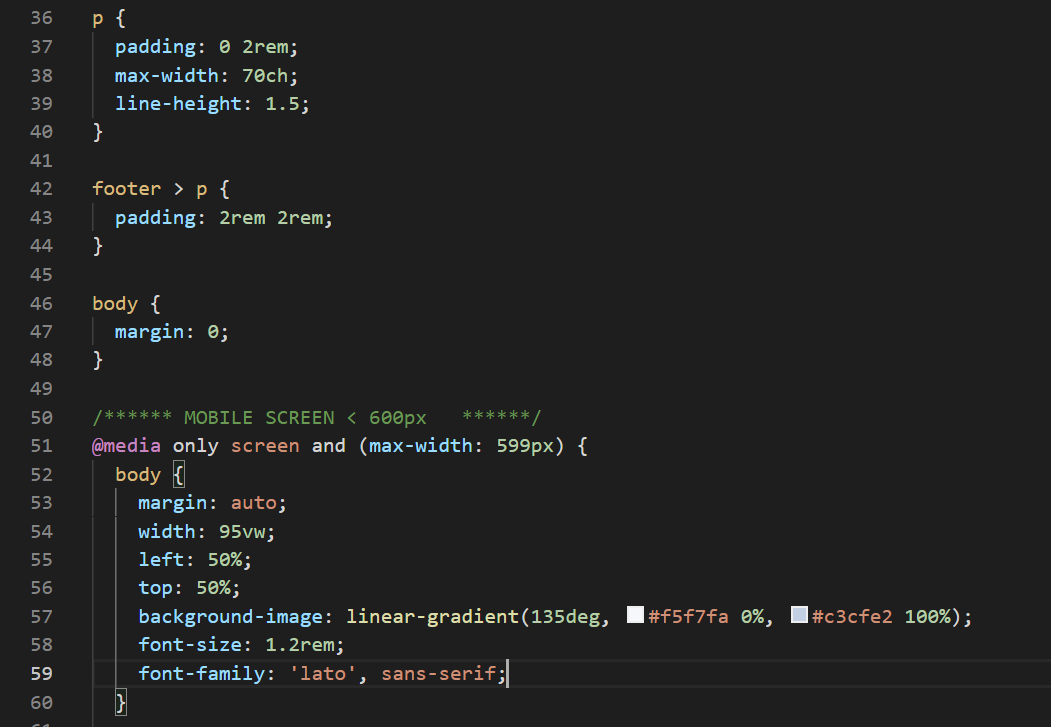 36 p {
37 padding: 0 2rem;
38 max-width: 70ch;
39 line-height: 1.5;
40 }
41
42 footer > p {
43 padding: 2rem 2rem;
44 }
45
46 body {
47 margin: 0;
48 }
49
50 /****** MOBILE SCREEN < 600px   ******/
51 @media only screen and (max-width: 599px) {
52 body {
53 margin: auto;
54 width: 95vw;
55 left: 50%;
56 top: 50%;
57 background-image: linear-gradient(135deg, #f5f7fa 0%, #c3cfe2 100%);
58 font-size: 1.2rem;
59 font-family: 'lato', sans-serif;
60 }